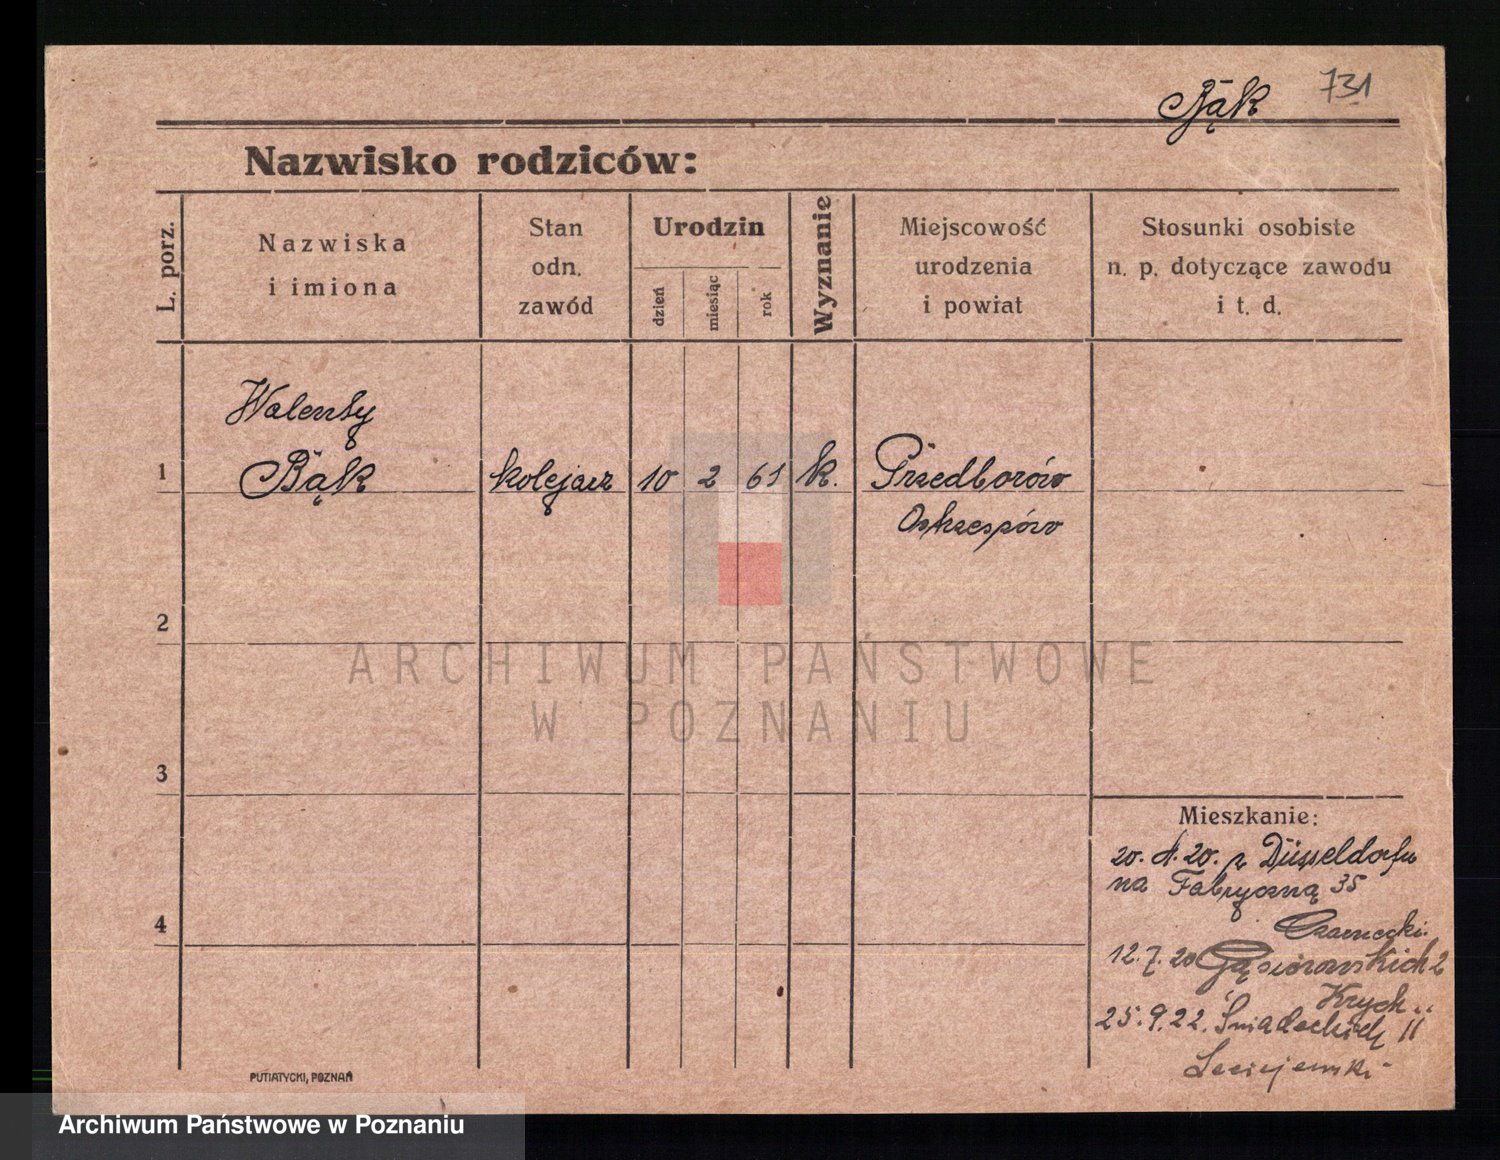 Bąk 731
Nazwisko rodziców:
L. porz.
Nazwiska
i imiona
Stan
odn.
zawód
Urodzin
dzień
miesiąc
rok
Wyznanie
Miejscowość
urodzenia
i powiat
Stosunki osobiste
n. p. dotyczące zawodu
i t. d.
Walenty
1 Bąk kolejarz 10 2 61 k. Przedborów
Ostrzeszów
2
ARCHIWUM PAŃSTWOWE
W POZNANIU
3
Mieszkanie:
20. 4. 20. z Düsseldorfu
na Fabryczną 35
4
Czarnecki.
12.7.20 Gąsiorowskich 2
Krych..
25.9.22. Śniadeckich 11
PUTIATYCKI, POZNAŃ
Archiwum Państwowe w Poznaniu